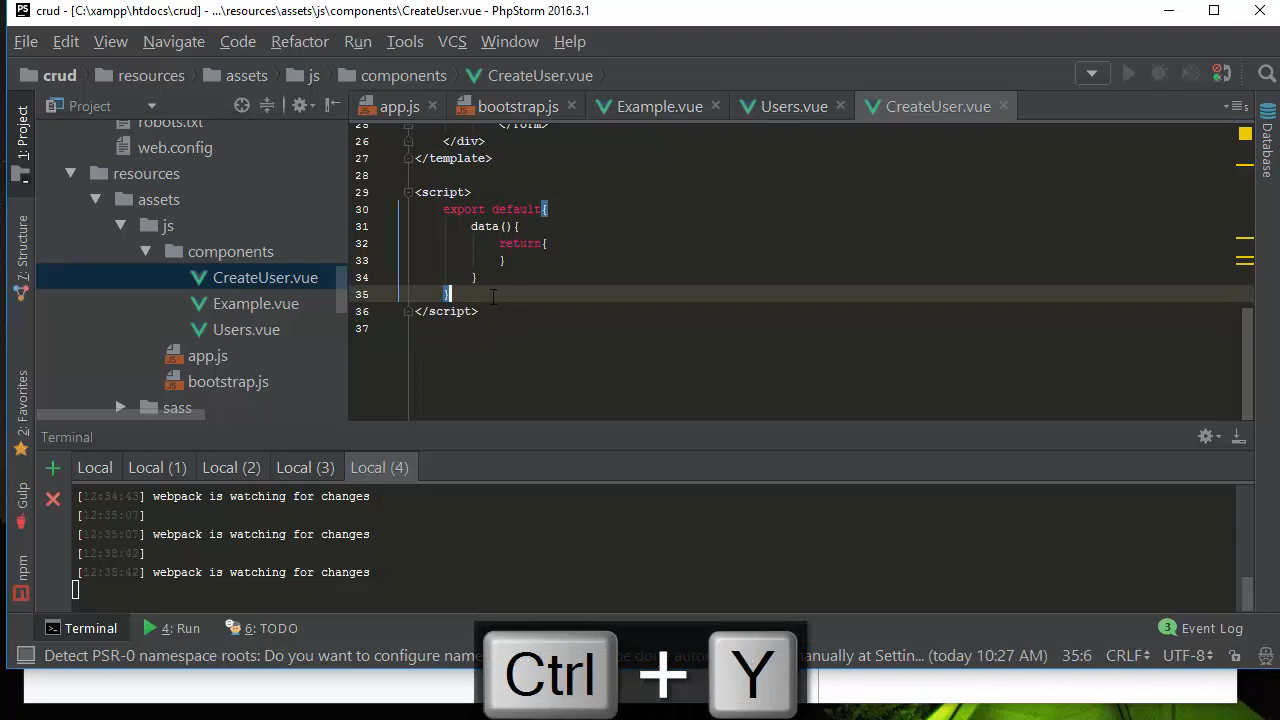 crud - [C:\xampp\htdocs\crud] - ...\resources\assets\js\components\CreateUser.vue - PhpStorm 2016.3.1
File Edit View Navigate Code Refactor Run Tools VCS Window Help
crud resources assets js components CreateUser.vue
1: Project
7: Structure
2: Favorites
Gulp
npm
Project
robots.txt
web.config
resources
assets
js
components
CreateUser.vue
Example.vue
Users.vue
app.js
bootstrap.js
sass
app.js bootstrap.js Example.vue Users.vue CreateUser.vue
25 </form>
26 </div>
27 </template>
28
29 <script>
30 export default{
31 data(){
32 return{
33 }
34 }
35 }
36 </script>
37
Database
Terminal
Local Local (1) Local (2) Local (3) Local (4)
[12:34:43] webpack is watching for changes
[12:35:07]
[12:35:07] webpack is watching for changes
[12:35:42]
[12:35:42] webpack is watching for changes
Terminal 4: Run 6: TODO 3 Event Log
Detect PSR-0 namespace roots: Do you want to configure (today 10:27 AM) 35:6 CRLF UTF-8
Ctrl + Y